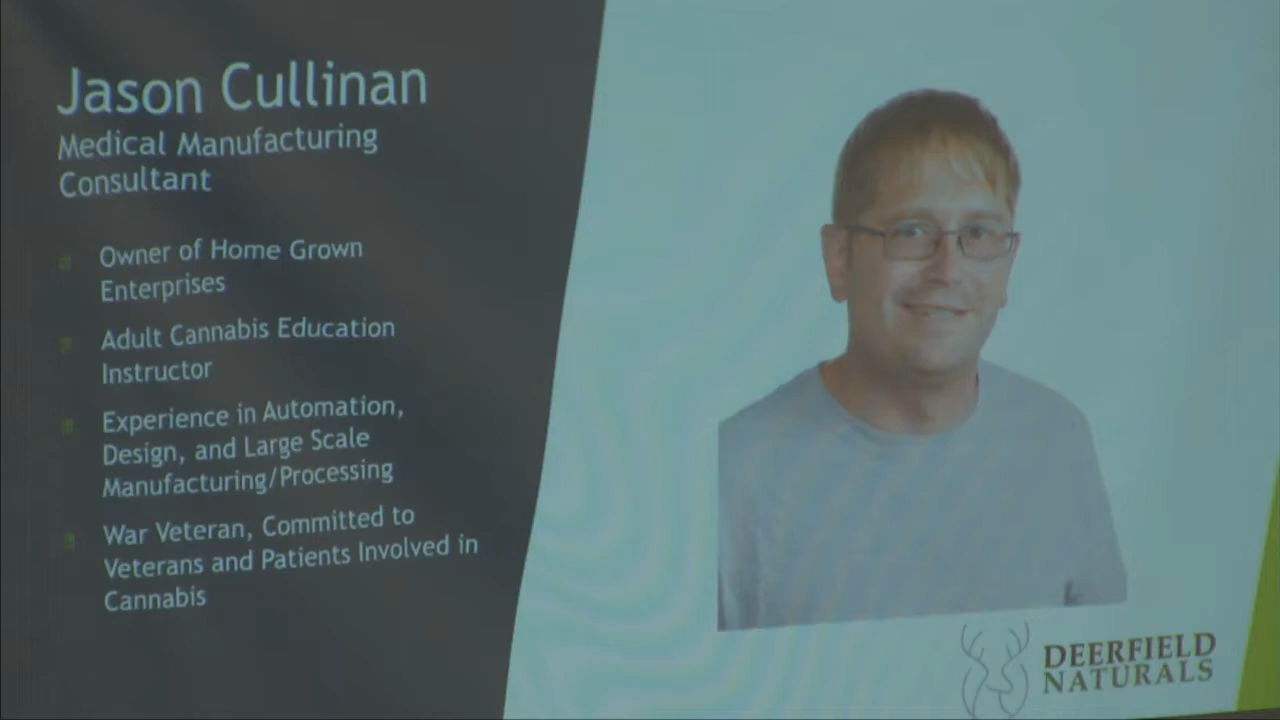 Jason Cullinan
Medical Manufacturing
Consultant
Owner of Home Grown
Enterprises
Adult Cannabis Education
Instructor
Experience in Automation,
Design, and Large Scale
Manufacturing/Processing
War Veteran, Committed to
Veterans and Patients Involved in
Cannabis
DEERFIELD
NATURALS